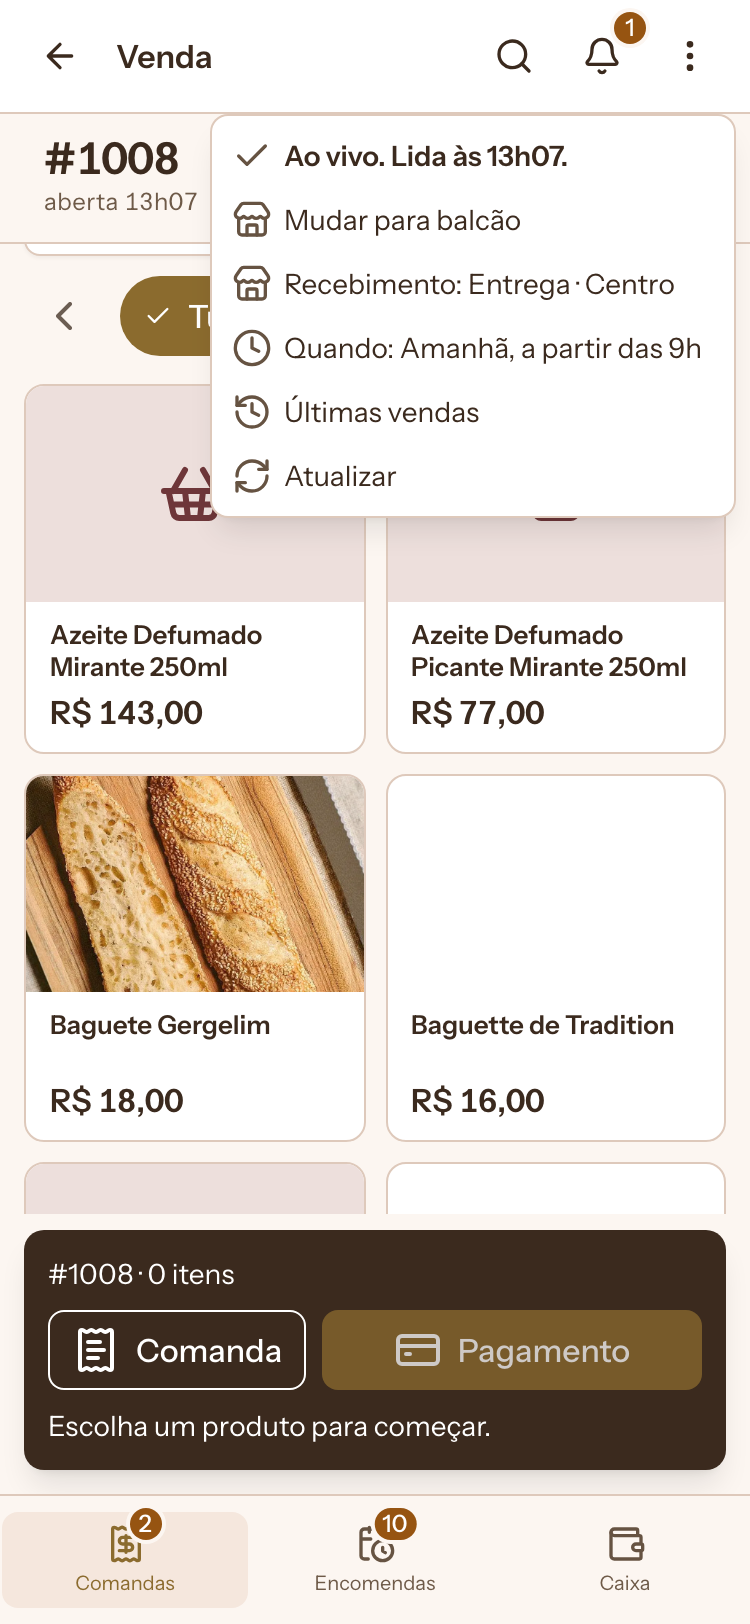 Venda
1
#1008
aberta 13h07
Ao vivo. Lida às 13h07.
Mudar para balcão
Recebimento: Entrega · Centro
Quando: Amanhã, a partir das 9h
Últimas vendas
Atualizar
Azeite Defumado
Mirante 250ml
R$ 143,00
Azeite Defumado
Picante Mirante 250ml
R$ 77,00
Baguete Gergelim
R$ 18,00
Baguette de Tradition
R$ 16,00
#1008 · 0 itens
Comanda
Pagamento
Escolha um produto para começar.
2
Comandas
10
Encomendas
Caixa